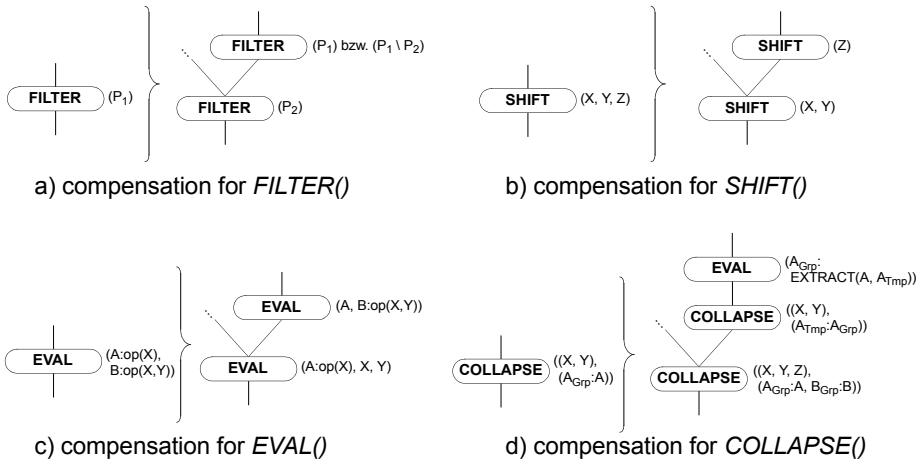 FILTER (P1) bzw. (P1 \ P2)
FILTER (P1)
FILTER (P2)
a) compensation for FILTER()
SHIFT (Z)
SHIFT (X, Y, Z)
SHIFT (X, Y)
b) compensation for SHIFT()
EVAL (A, B:op(X,Y))
EVAL (A:op(X),
B:op(X,Y))
EVAL (A:op(X), X, Y)
c) compensation for EVAL()
EVAL (AGrp:
EXTRACT(A, ATmp))
COLLAPSE ((X, Y),
(ATmp:AGrp))
COLLAPSE ((X, Y),
(AGrp:A))
COLLAPSE ((X, Y, Z),
(AGrp:A, BGrp:B))
d) compensation for COLLAPSE()